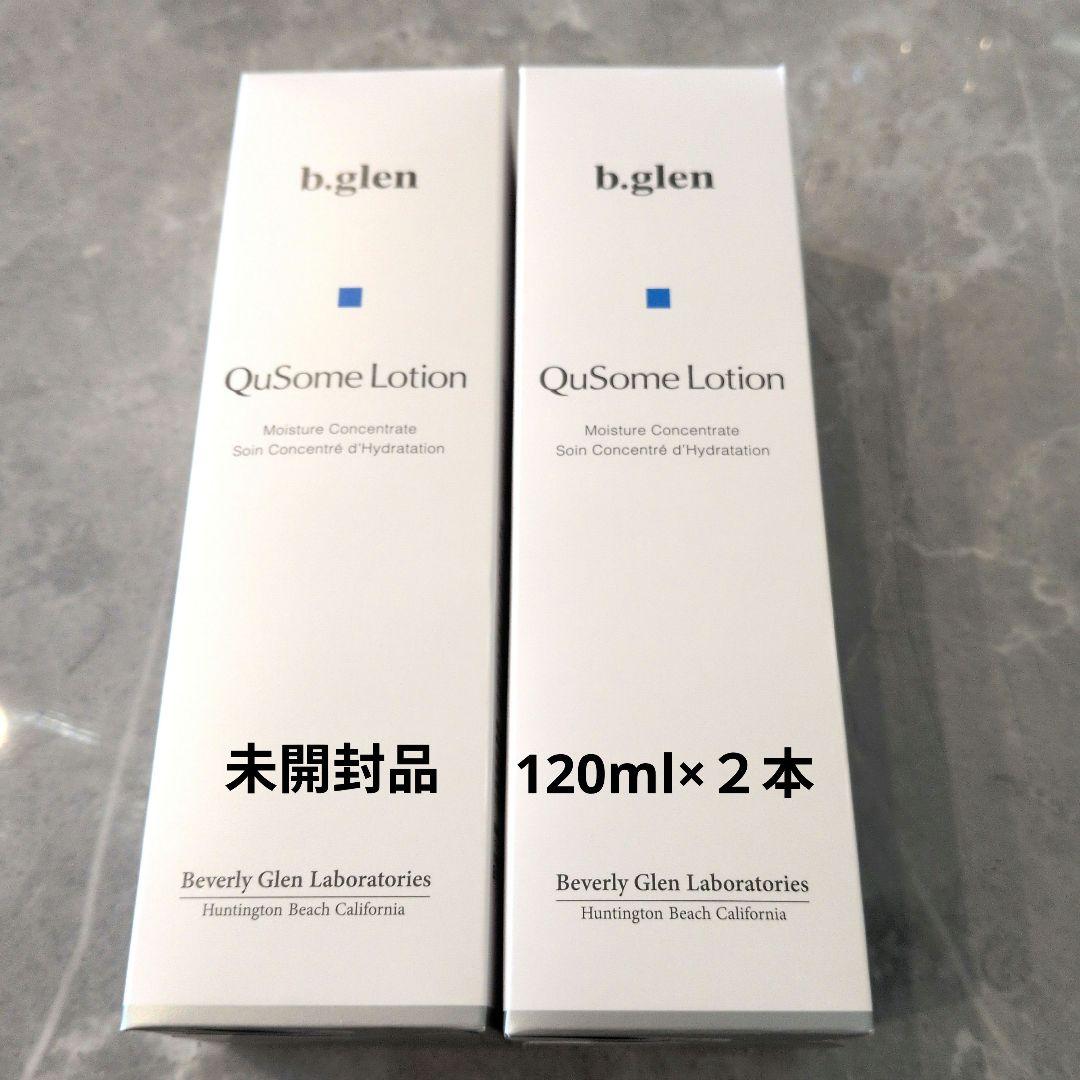 b.glen
QuSome Lotion
Moisture Concentrate
Soin Concentré d'Hydratation
未開封品
Beverly Glen Laboratories
Huntington Beach California
b.glen
QuSome Lotion
Moisture Concentrate
Soin Concentré d'Hydratation
120ml×２本
Beverly Glen Laboratories
Huntington Beach California